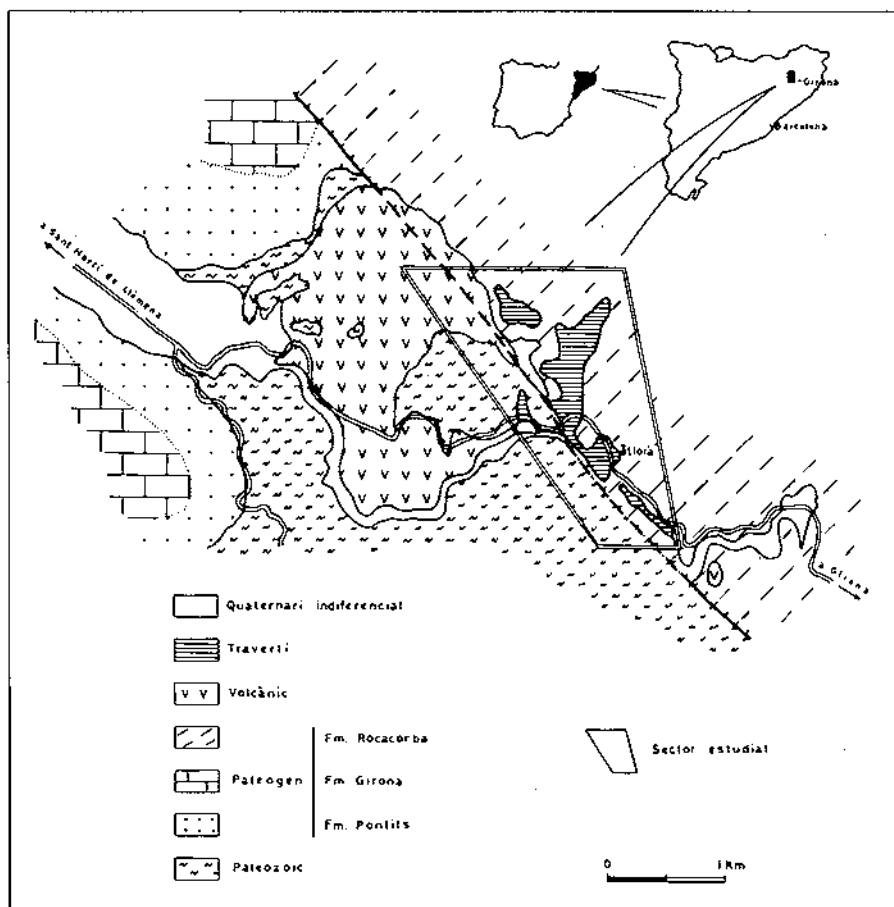 Girona
Barcelona
a Sant Martí de Llémena
Llorà
a Girona
V
Quaternari indiferenciat
Travertí
V V Volcànic
Fm. Rocacorba
Paleogen Fm. Girona
Fm. Pontils
Paleozoic
Sector estudiat
0 1 Km